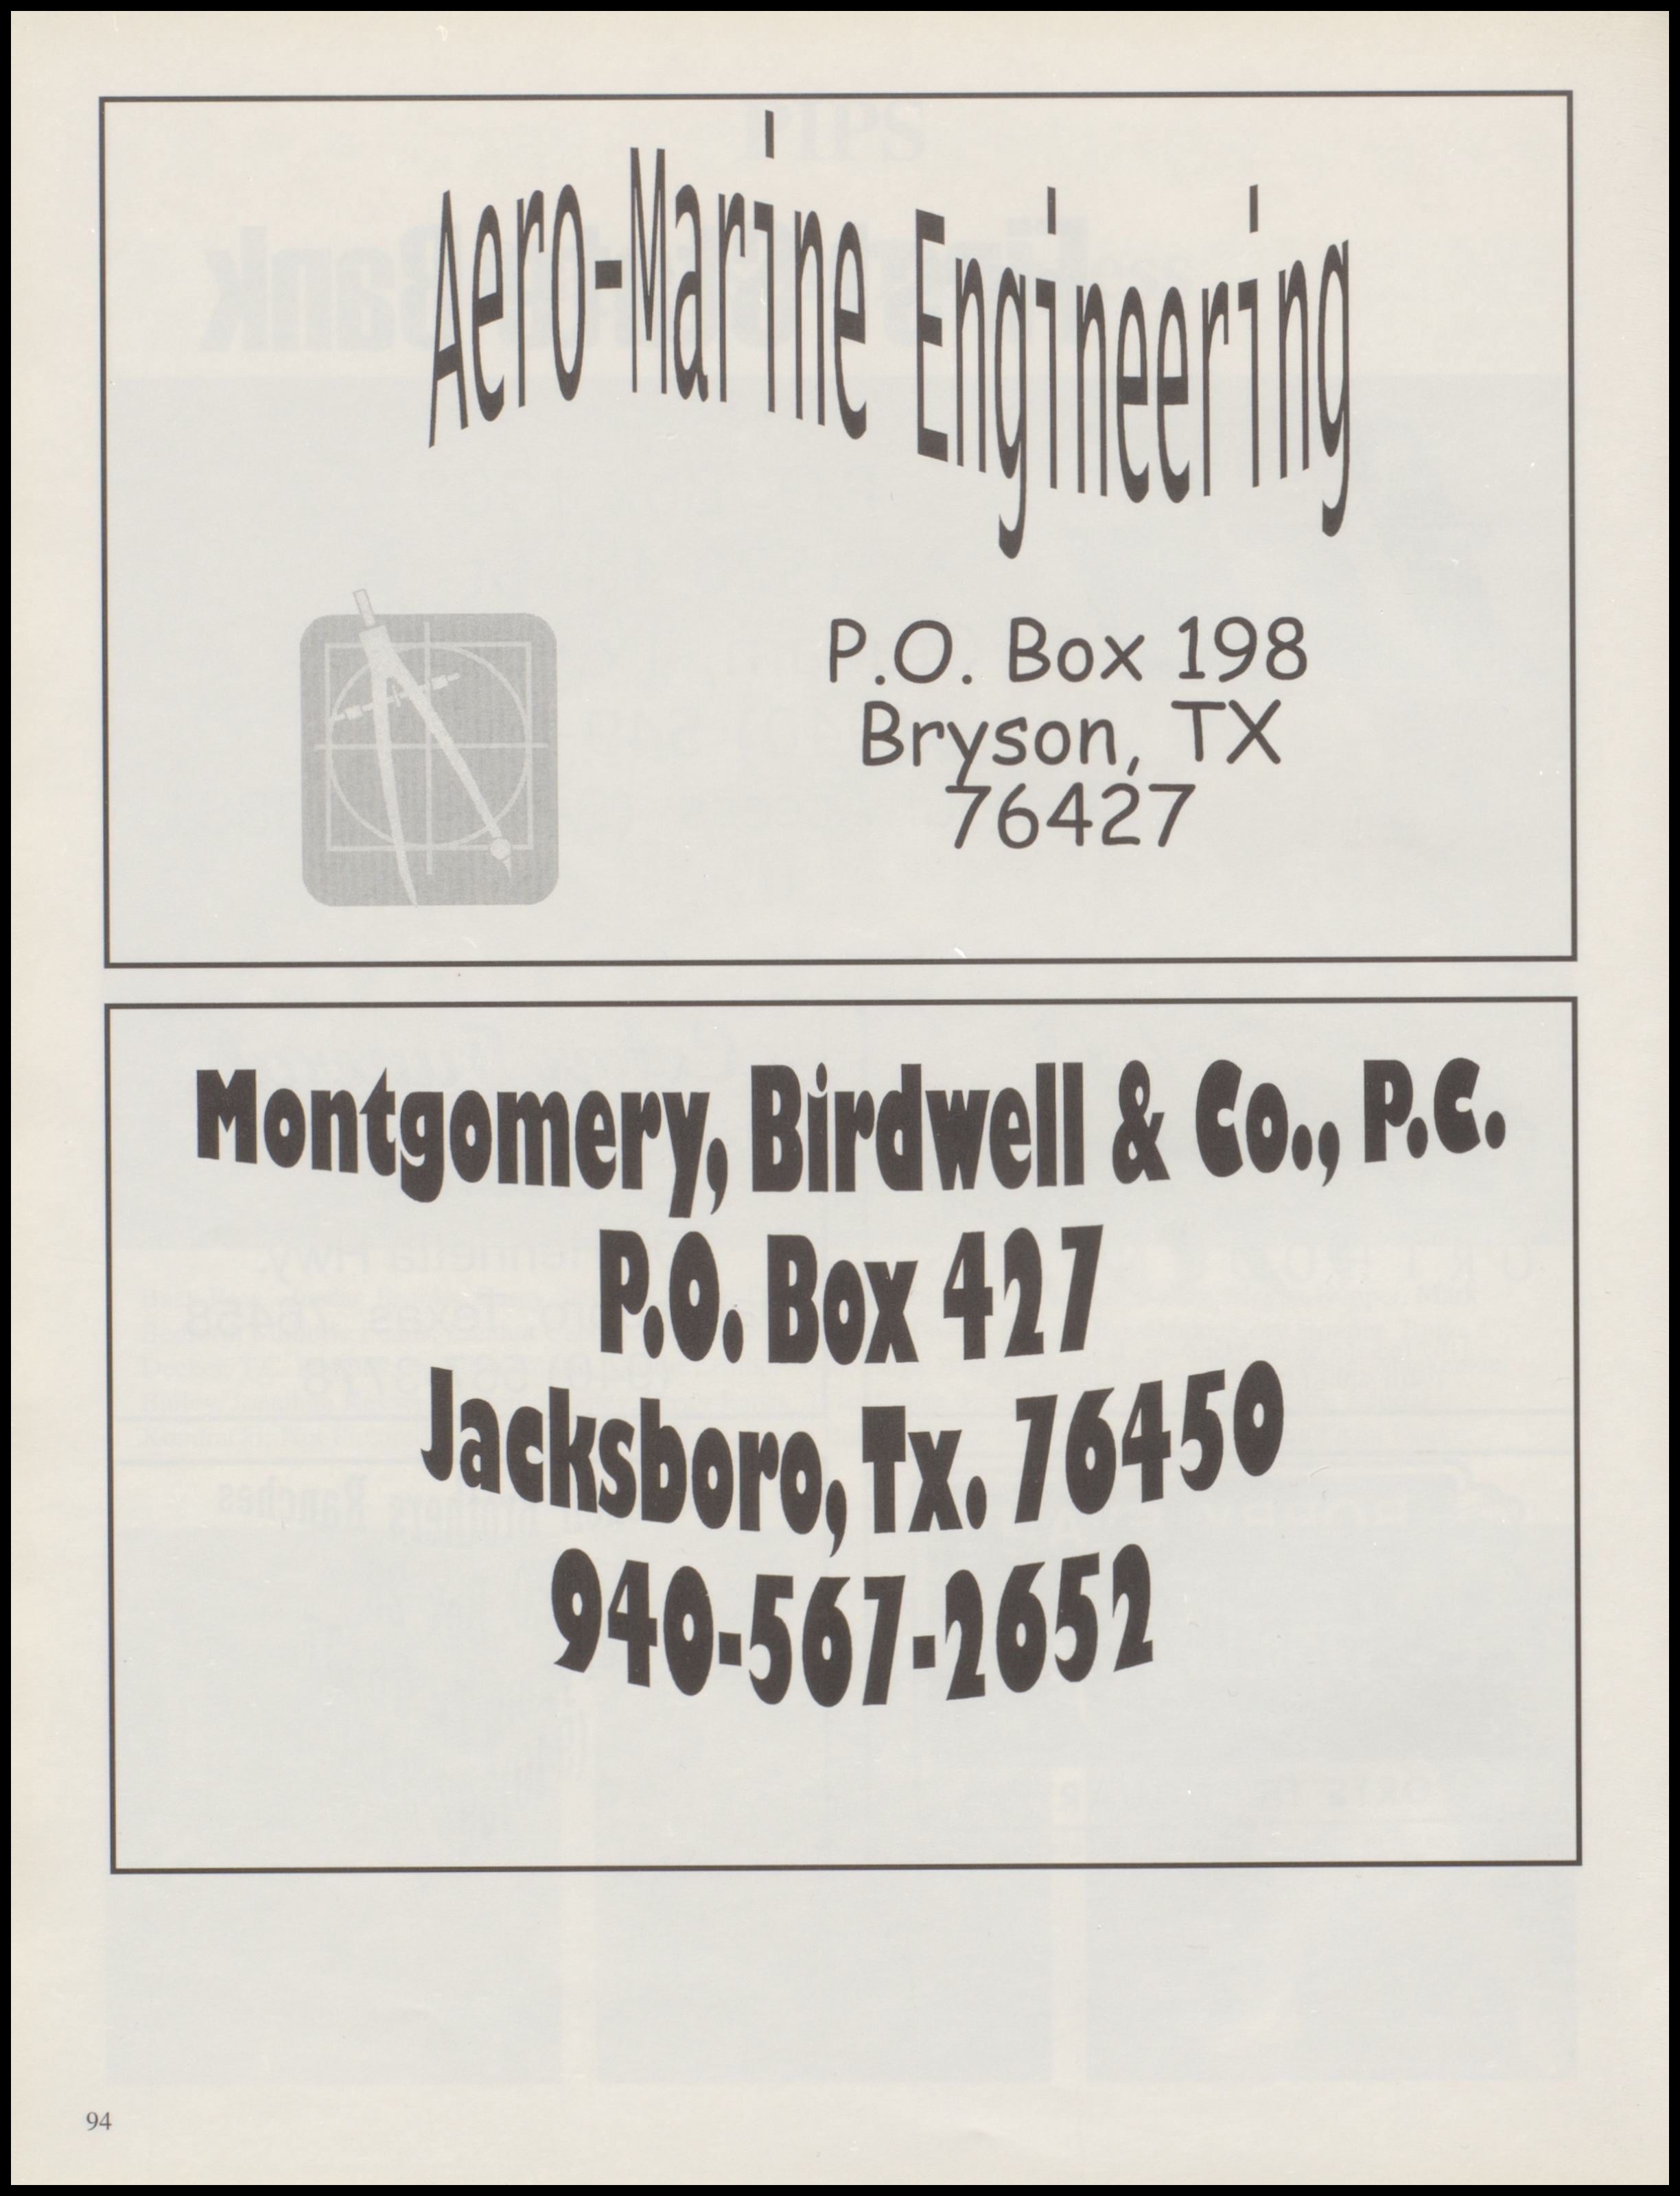 Aero-Marine Engineering
P.O. Box 198
Bryson, TX
76427
Montgomery, Birdwell & Co., P.C.
P.O. Box 427
Jacksboro, Tx. 76450
940-567-2652
94